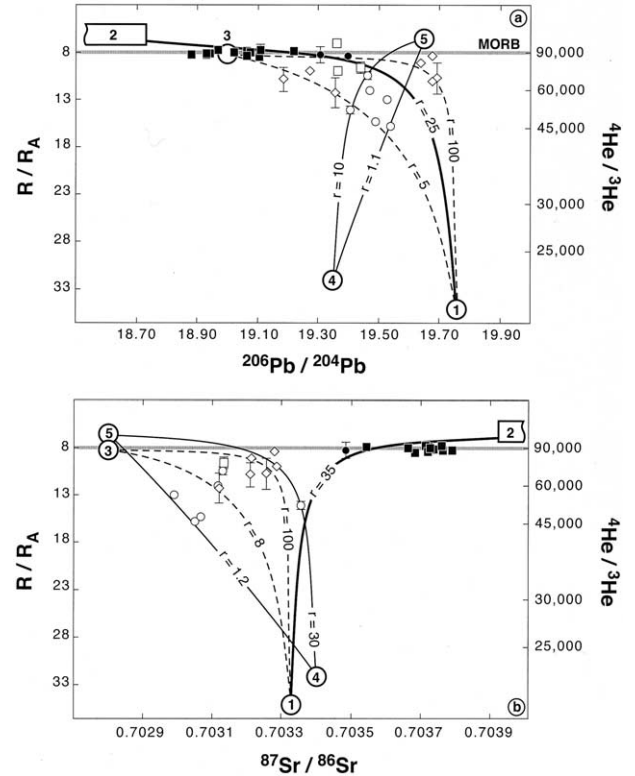 2
3
5
a
MORB
8
13
18
23
28
33
R / R_A
90,000
60,000
45,000
30,000
25,000
⁴He / ³He
r = 10
r = 1.1
r = 5
r = 25
r = 100
4
1
18.70
18.90
19.10
19.30
19.50
19.70
19.90
²⁰⁶Pb / ²⁰⁴Pb
5
3
2
8
13
18
23
28
33
R / R_A
90,000
60,000
45,000
30,000
25,000
⁴He / ³He
r = 35
r = 100
r = 8
r = 1.2
r = 30
4
1
b
0.7029
0.7031
0.7033
0.7035
0.7037
0.7039
⁸⁷Sr / ⁸⁶Sr